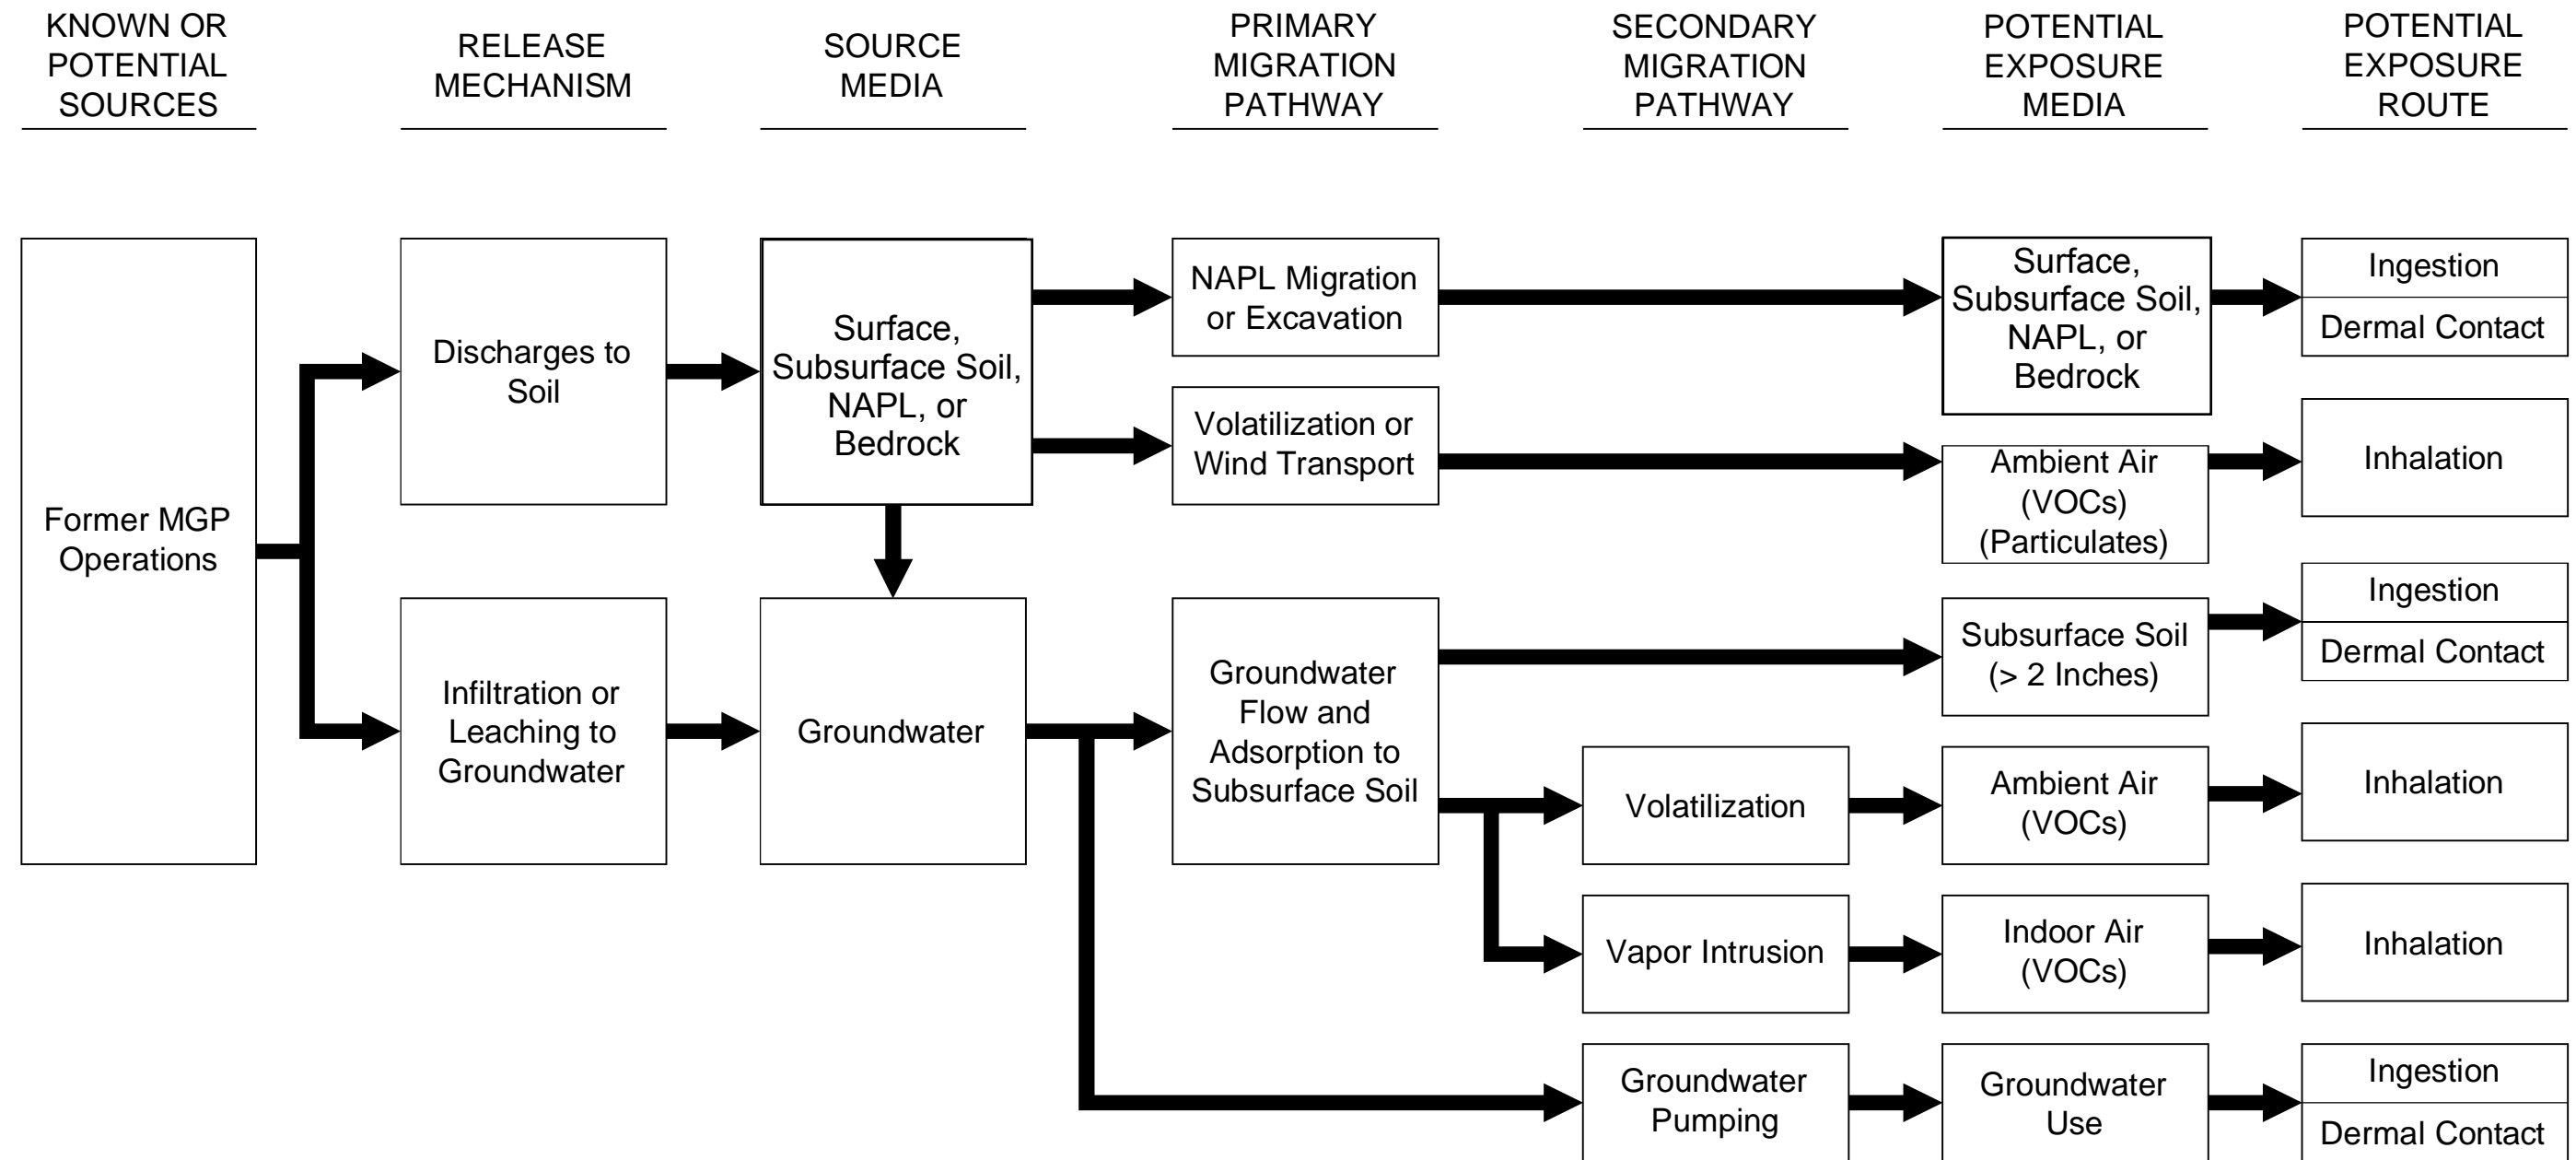 KNOWN OR
POTENTIAL
SOURCES
RELEASE
MECHANISM
SOURCE
MEDIA
PRIMARY
MIGRATION
PATHWAY
SECONDARY
MIGRATION
PATHWAY
POTENTIAL
EXPOSURE
MEDIA
POTENTIAL
EXPOSURE
ROUTE
Former MGP
Operations
Discharges to
Soil
Surface,
Subsurface Soil,
NAPL, or
Bedrock
NAPL Migration
or Excavation
Surface,
Subsurface Soil,
NAPL, or
Bedrock
Ingestion
Dermal Contact
Volatilization or
Wind Transport
Ambient Air
(VOCs)
(Particulates)
Inhalation
Infiltration or
Leaching to
Groundwater
Groundwater
Groundwater
Flow and
Adsorption to
Subsurface Soil
Subsurface Soil
(> 2 Inches)
Ingestion
Dermal Contact
Volatilization
Ambient Air
(VOCs)
Inhalation
Vapor Intrusion
Indoor Air
(VOCs)
Inhalation
Groundwater
Pumping
Groundwater
Use
Ingestion
Dermal Contact